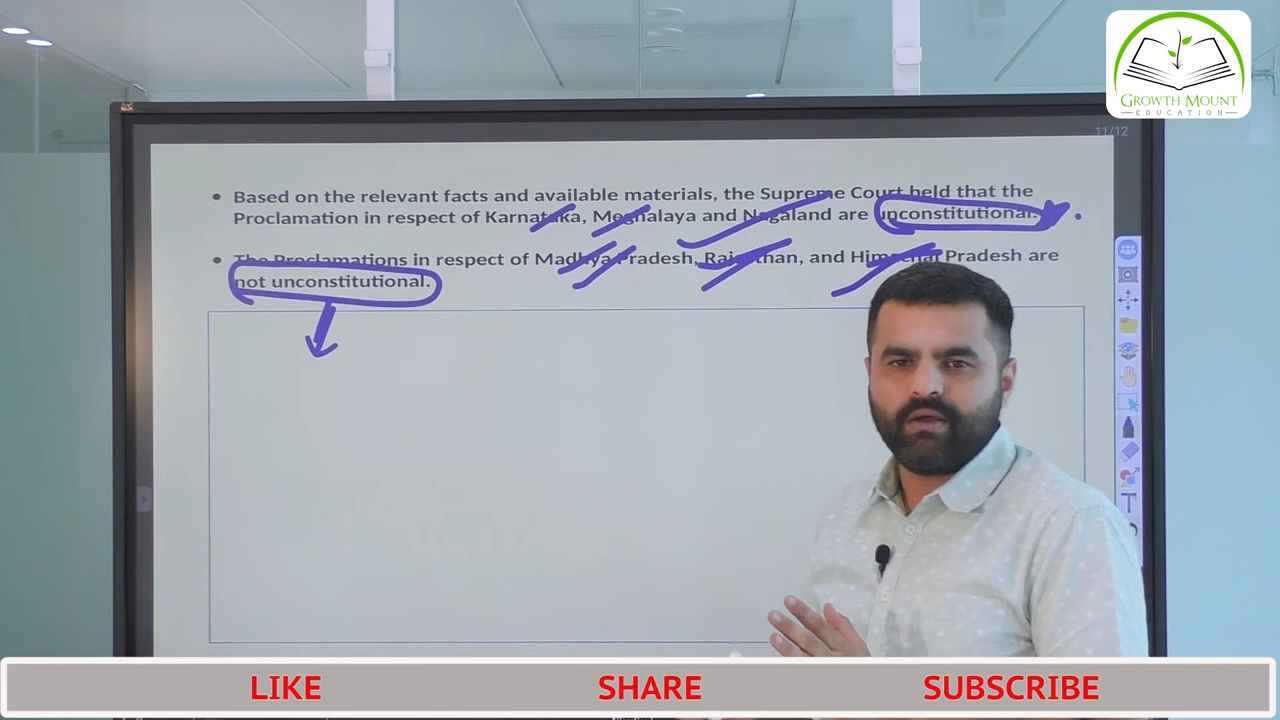 GROWTH MOUNT
EDUCATION
11/12
• Based on the relevant facts and available materials, the Supreme Court held that the
Proclamation in respect of Karnataka, Meghalaya and Nagaland are unconstitutional.
• The Proclamations in respect of Madhya Pradesh, Rajasthan, and Himachal Pradesh are
not unconstitutional.
LIKE SHARE SUBSCRIBE